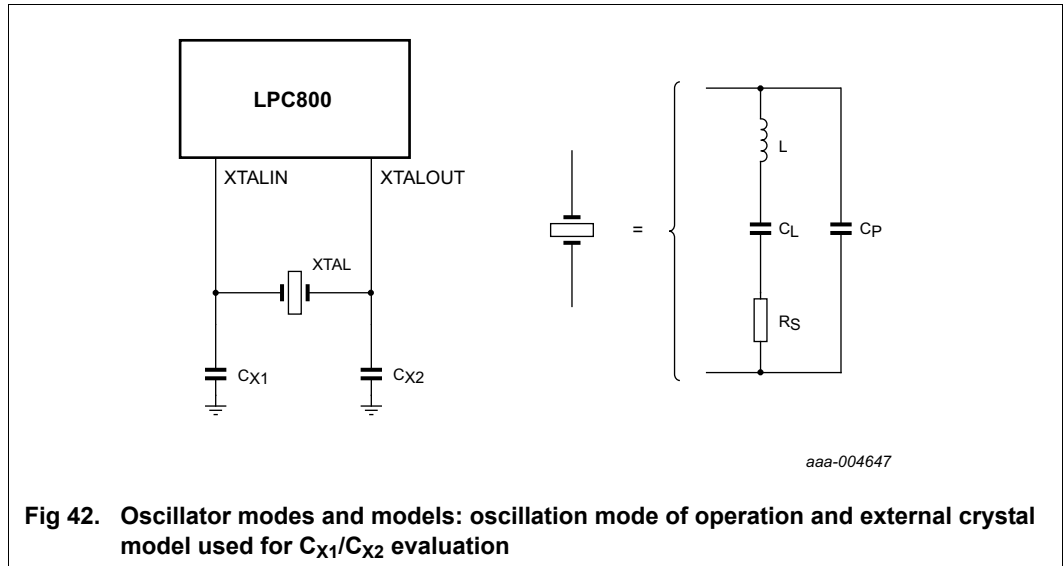 LPC800
XTALIN
XTALOUT
XTAL
CX1
CX2
=
L
CL
CP
RS
aaa-004647
Fig 42. Oscillator modes and models: oscillation mode of operation and external crystal
model used for CX1/CX2 evaluation